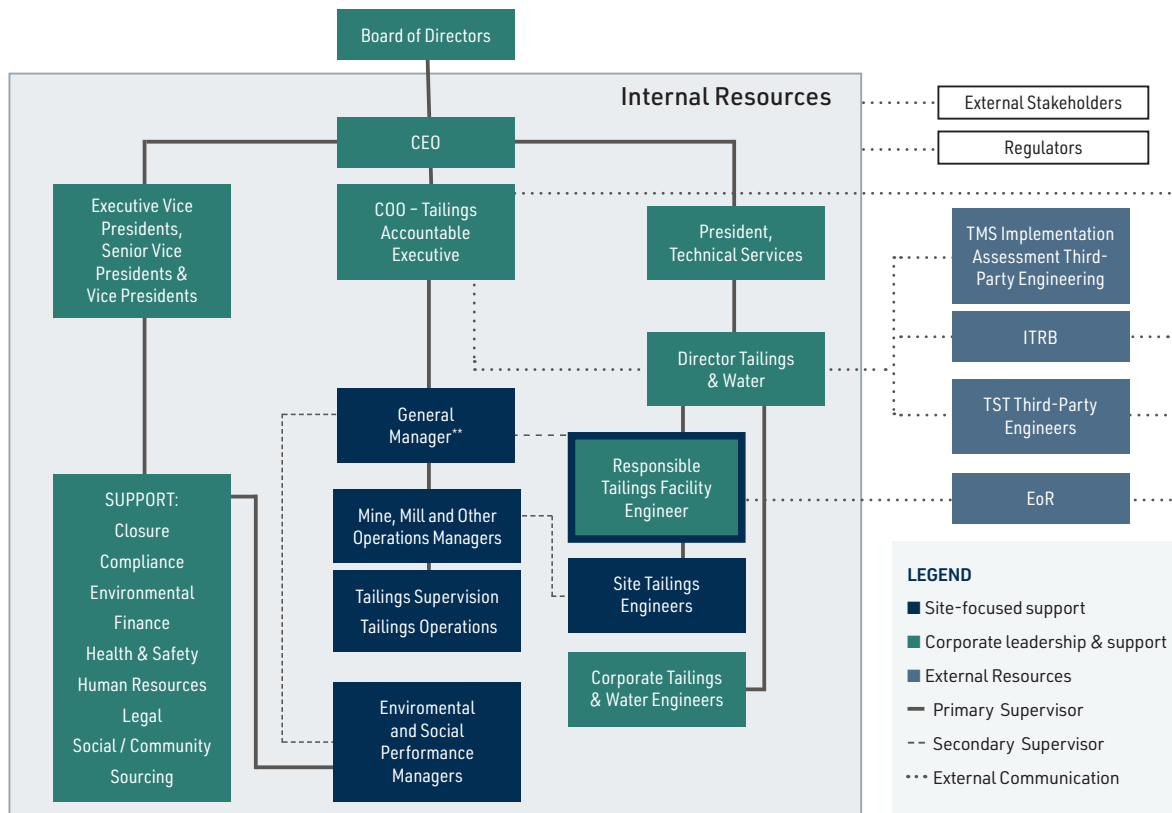 Board of Directors
Internal Resources
External Stakeholders
Regulators
CEO
Executive Vice
Presidents,
Senior Vice
Presidents &
Vice Presidents
COO – Tailings
Accountable
Executive
President,
Technical Services
TMS Implementation
Assessment Third-
Party Engineering
ITRB
Director Tailings
& Water
TST Third-Party
Engineers
General
Manager**
Responsible
Tailings Facility
Engineer
EoR
SUPPORT:
Closure
Compliance
Environmental
Finance
Health & Safety
Human Resources
Legal
Social / Community
Sourcing
Mine, Mill and Other
Operations Managers
Tailings Supervision
Tailings Operations
Site Tailings
Engineers
Corporate Tailings
& Water Engineers
Enviromental
and Social
Performance
Managers
LEGEND
Site-focused support
Corporate leadership & support
External Resources
Primary Supervisor
Secondary Supervisor
External Communication